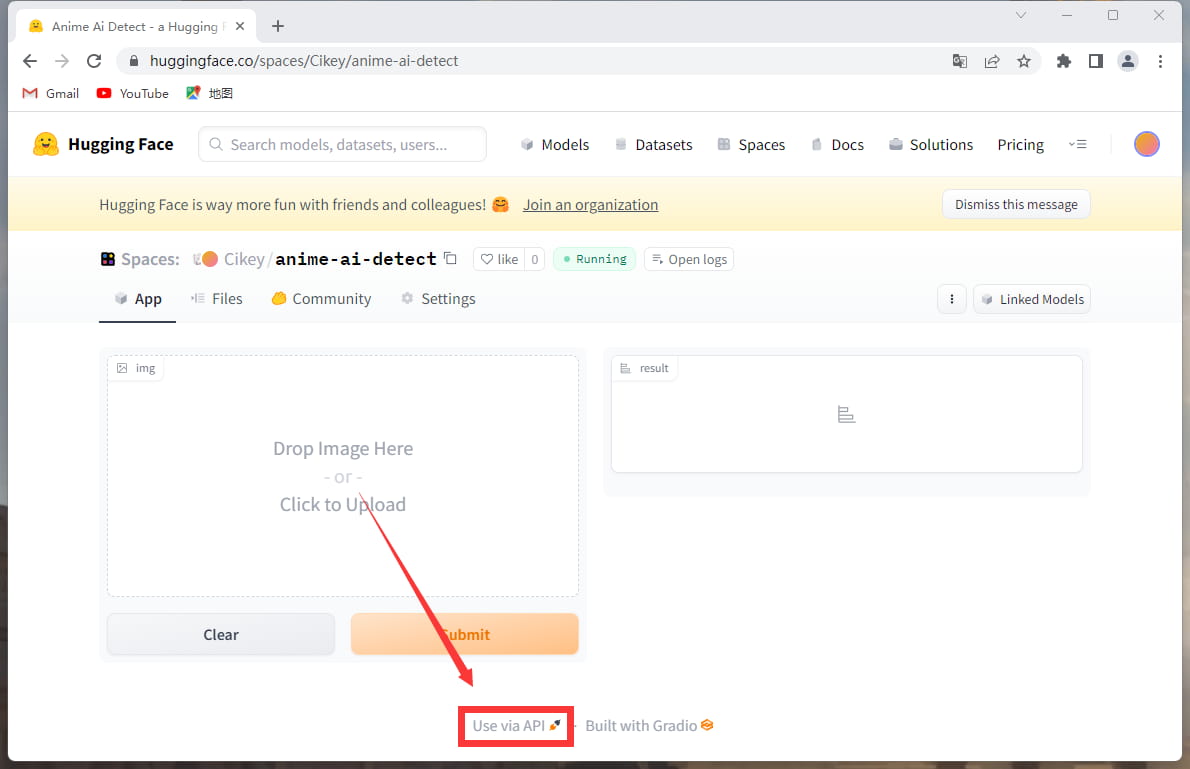 Anime Ai Detect - a Hugging F
huggingface.co/spaces/Cikey/anime-ai-detect
Gmail YouTube 地图
Hugging Face Search models, datasets, users... Models Datasets Spaces Docs Solutions Pricing
Hugging Face is way more fun with friends and colleagues! 🤗 Join an organization Dismiss this message
Spaces: Cikey/anime-ai-detect like 0 Running Open logs
App Files Community Settings Linked Models
img result
Drop Image Here
- or -
Click to Upload
Clear Submit
Use via API 🚀 · Built with Gradio